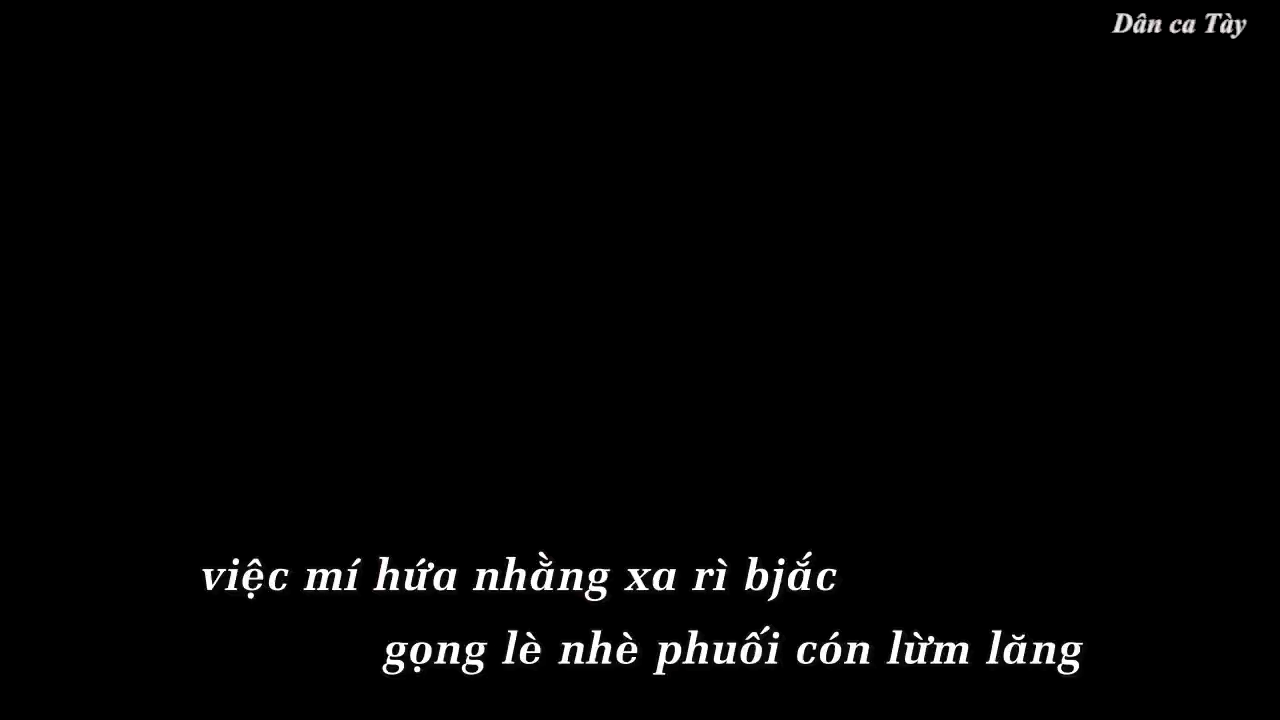 Dân ca Tày
việc mí hứa nhằng xa rì bjắc
gọng lè nhè phuối cón lừm lăng